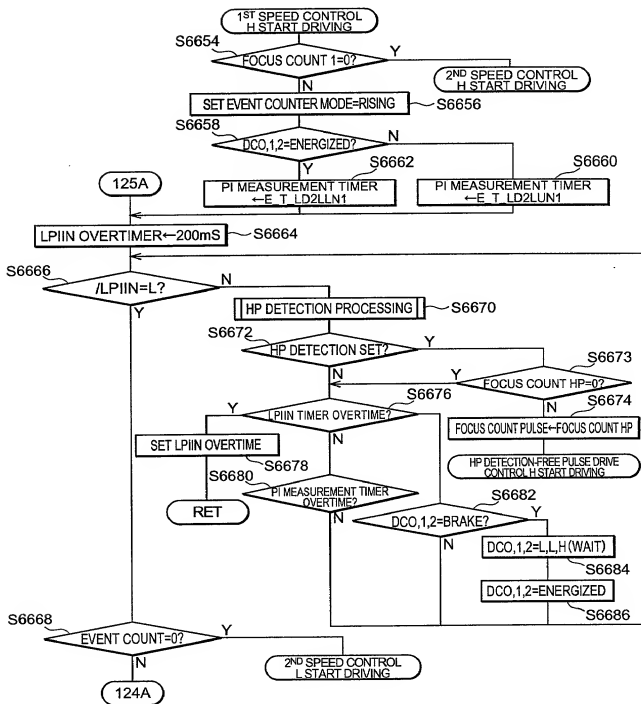 1ST SPEED CONTROL
H START DRIVING
S6654
FOCUS COUNT 1=0?
Y
N
2ND SPEED CONTROL
H START DRIVING
SET EVENT COUNTER MODE=RISING
S6656
S6658
DCO,1,2=ENERGIZED?
N
Y
S6662
S6660
125A
PI MEASUREMENT TIMER
←E_T_LD2LLN1
PI MEASUREMENT TIMER
←E_T_LD2LUN1
LPIIN OVERTIMER←200mS
S6664
S6666
/LPIIN=L?
N
Y
HP DETECTION PROCESSING
S6670
S6672
HP DETECTION SET?
Y
N
S6673
FOCUS COUNT HP=0?
Y
N
S6674
S6676
LPIIN TIMER OVERTIME?
Y
N
FOCUS COUNT PULSE←FOCUS COUNT HP
SET LPIIN OVERTIME
S6678
HP DETECTION-FREE PULSE DRIVE
CONTROL H START DRIVING
S6680
PI MEASUREMENT TIMER
OVERTIME?
N
RET
S6682
DCO,1,2=BRAKE?
Y
N
DCO,1,2=L,L,H(WAIT)
S6684
DCO,1,2=ENERGIZED
S6686
S6668
EVENT COUNT=0?
Y
N
2ND SPEED CONTROL
L START DRIVING
124A